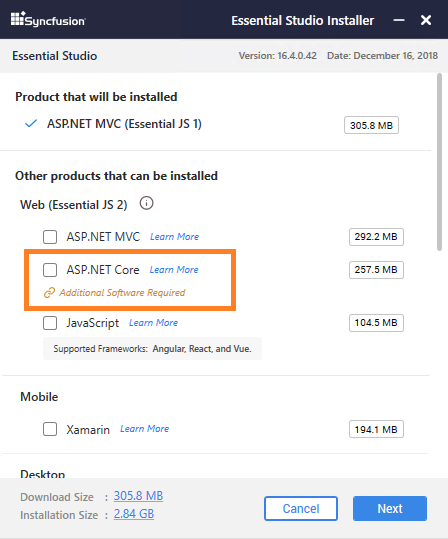 Syncfusion Essential Studio Installer
Essential Studio Version: 16.4.0.42 Date: December 16, 2018
Product that will be installed
ASP.NET MVC (Essential JS 1) 305.8 MB
Other products that can be installed
Web (Essential JS 2)
ASP.NET MVC Learn More 292.2 MB
ASP.NET Core Learn More 257.5 MB
Additional Software Required
JavaScript Learn More 104.5 MB
Supported Frameworks: Angular, React, and Vue.
Mobile
Xamarin Learn More 194.1 MB
Desktop
Download Size : 305.8 MB
Installation Size : 2.84 GB
Cancel Next